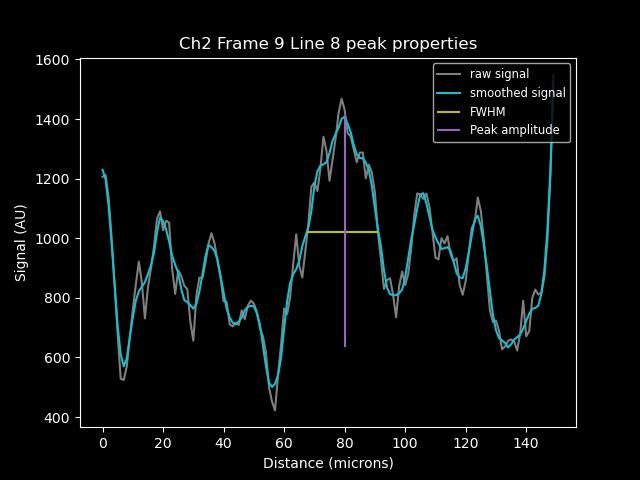 Ch2 Frame 9 Line 8 peak properties
raw signal
smoothed signal
FWHM
Peak amplitude
1600
1400
1200
1000
800
600
400
Signal (AU)
0 20 40 60 80 100 120 140
Distance (microns)